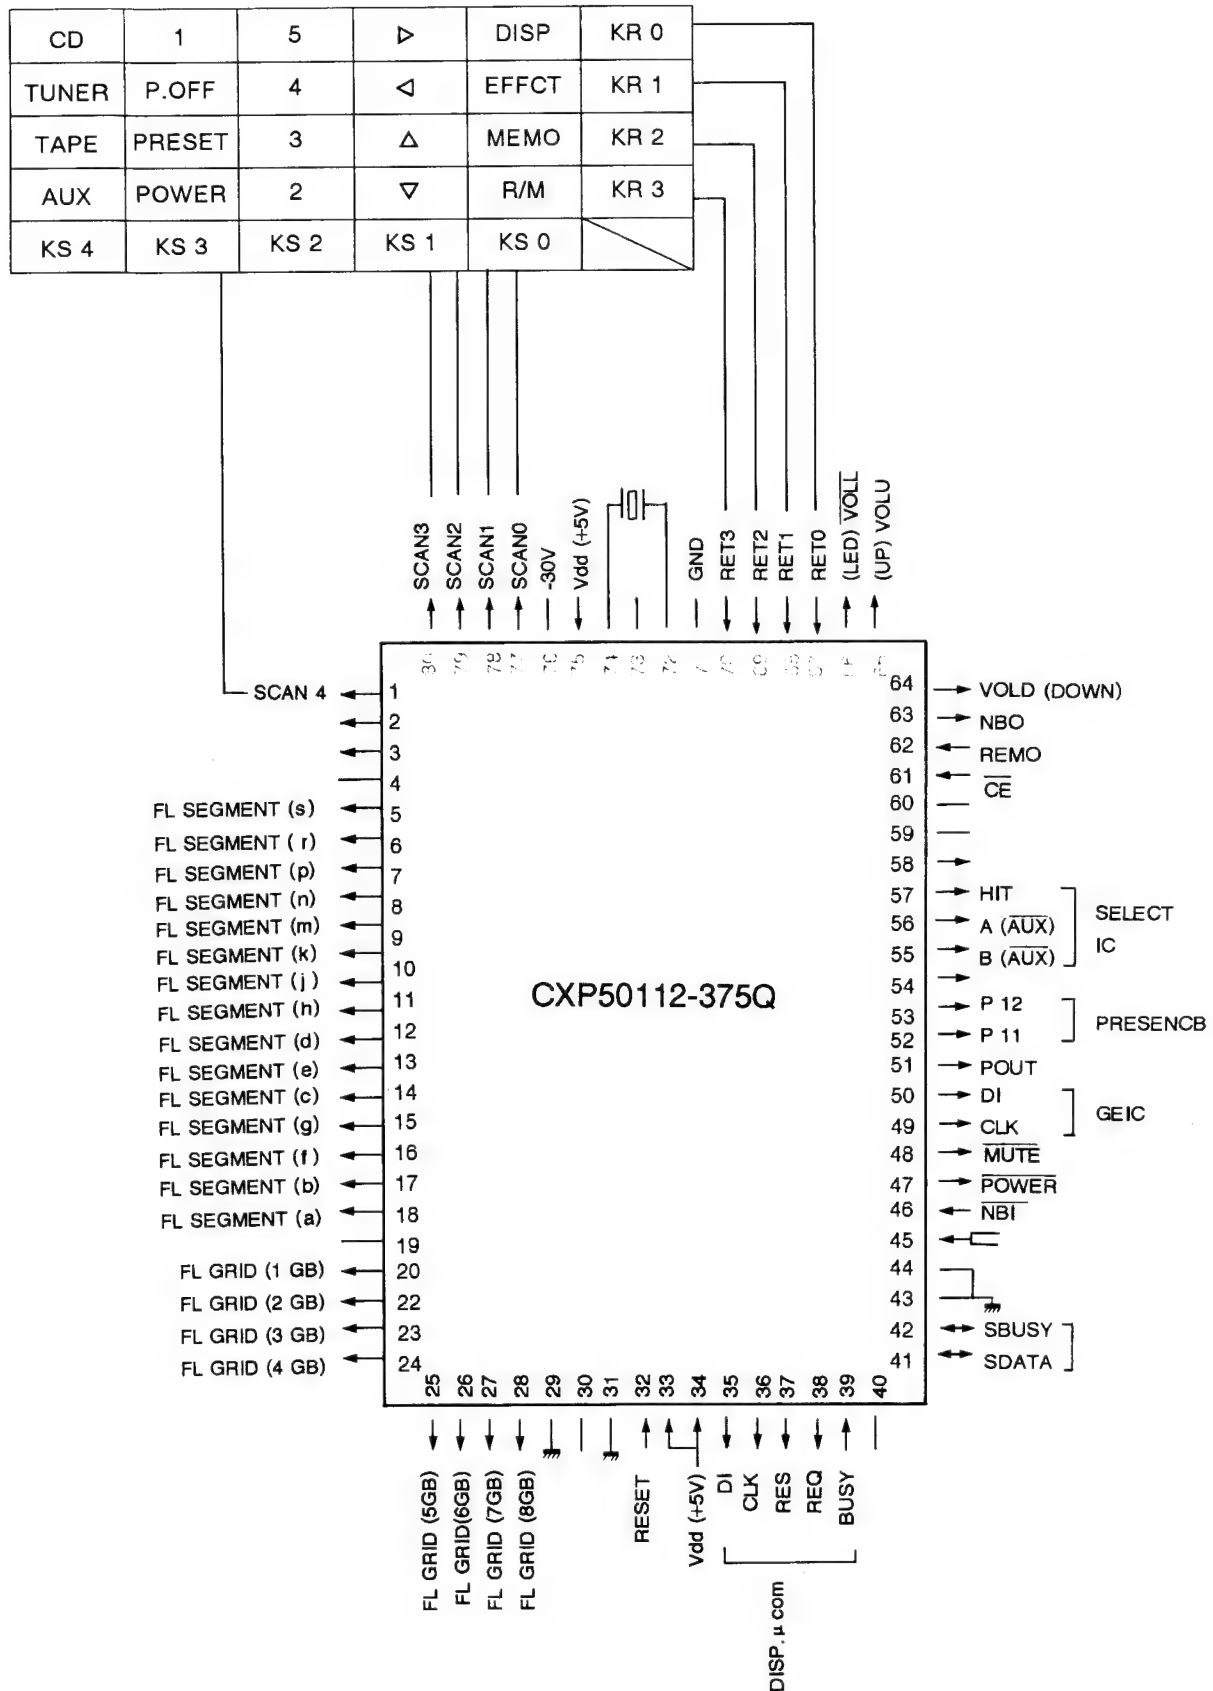 CD 1 5 ▷ DISP KR 0
TUNER P.OFF 4 ◁ EFFCT KR 1
TAPE PRESET 3 △ MEMO KR 2
AUX POWER 2 ▽ R/M KR 3
KS 4 KS 3 KS 2 KS 1 KS 0
SCAN3
SCAN2
SCAN1
SCAN0
-30V
Vdd (+5V)
GND
RET3
RET2
RET1
RET0
(LED) VOLL
(UP) VOLU
80 79 78 77 76 75 74 73 72
SCAN 4 1
2
3
4
FL SEGMENT (s) 5
FL SEGMENT ( r) 6
FL SEGMENT (p) 7
FL SEGMENT (n) 8
FL SEGMENT (m) 9
FL SEGMENT (k) 10
FL SEGMENT (j ) 11
FL SEGMENT (h) 12
FL SEGMENT (d) 13
FL SEGMENT (e) 14
FL SEGMENT (c) 15
FL SEGMENT (g) 16
FL SEGMENT (f) 17
FL SEGMENT (b) 18
FL SEGMENT (a)
19
FL GRID (1 GB) 20
FL GRID (2 GB) 22
FL GRID (3 GB) 23
FL GRID (4 GB) 24
CXP50112-375Q
64 VOLD (DOWN)
63 NBO
62 REMO
61 CE
60
59
58
57 HIT
56 A (AUX)
55 B (AUX)
SELECT
IC
54
53 P 12
52 P 11
PRESENCB
51 POUT
50 DI
49 CLK
GEIC
48 MUTE
47 POWER
46 NBI
45
44
43
42 SBUSY
41 SDATA
25 26 27 28 29 30 31 32 33 34 35 36 37 38 39 40
FL GRID (5GB)
FL GRID(6GB)
FL GRID (7GB)
FL GRID (8GB)
RESET
Vdd (+5V)
DI
CLK
RES
REQ
BUSY
DISP. μ com